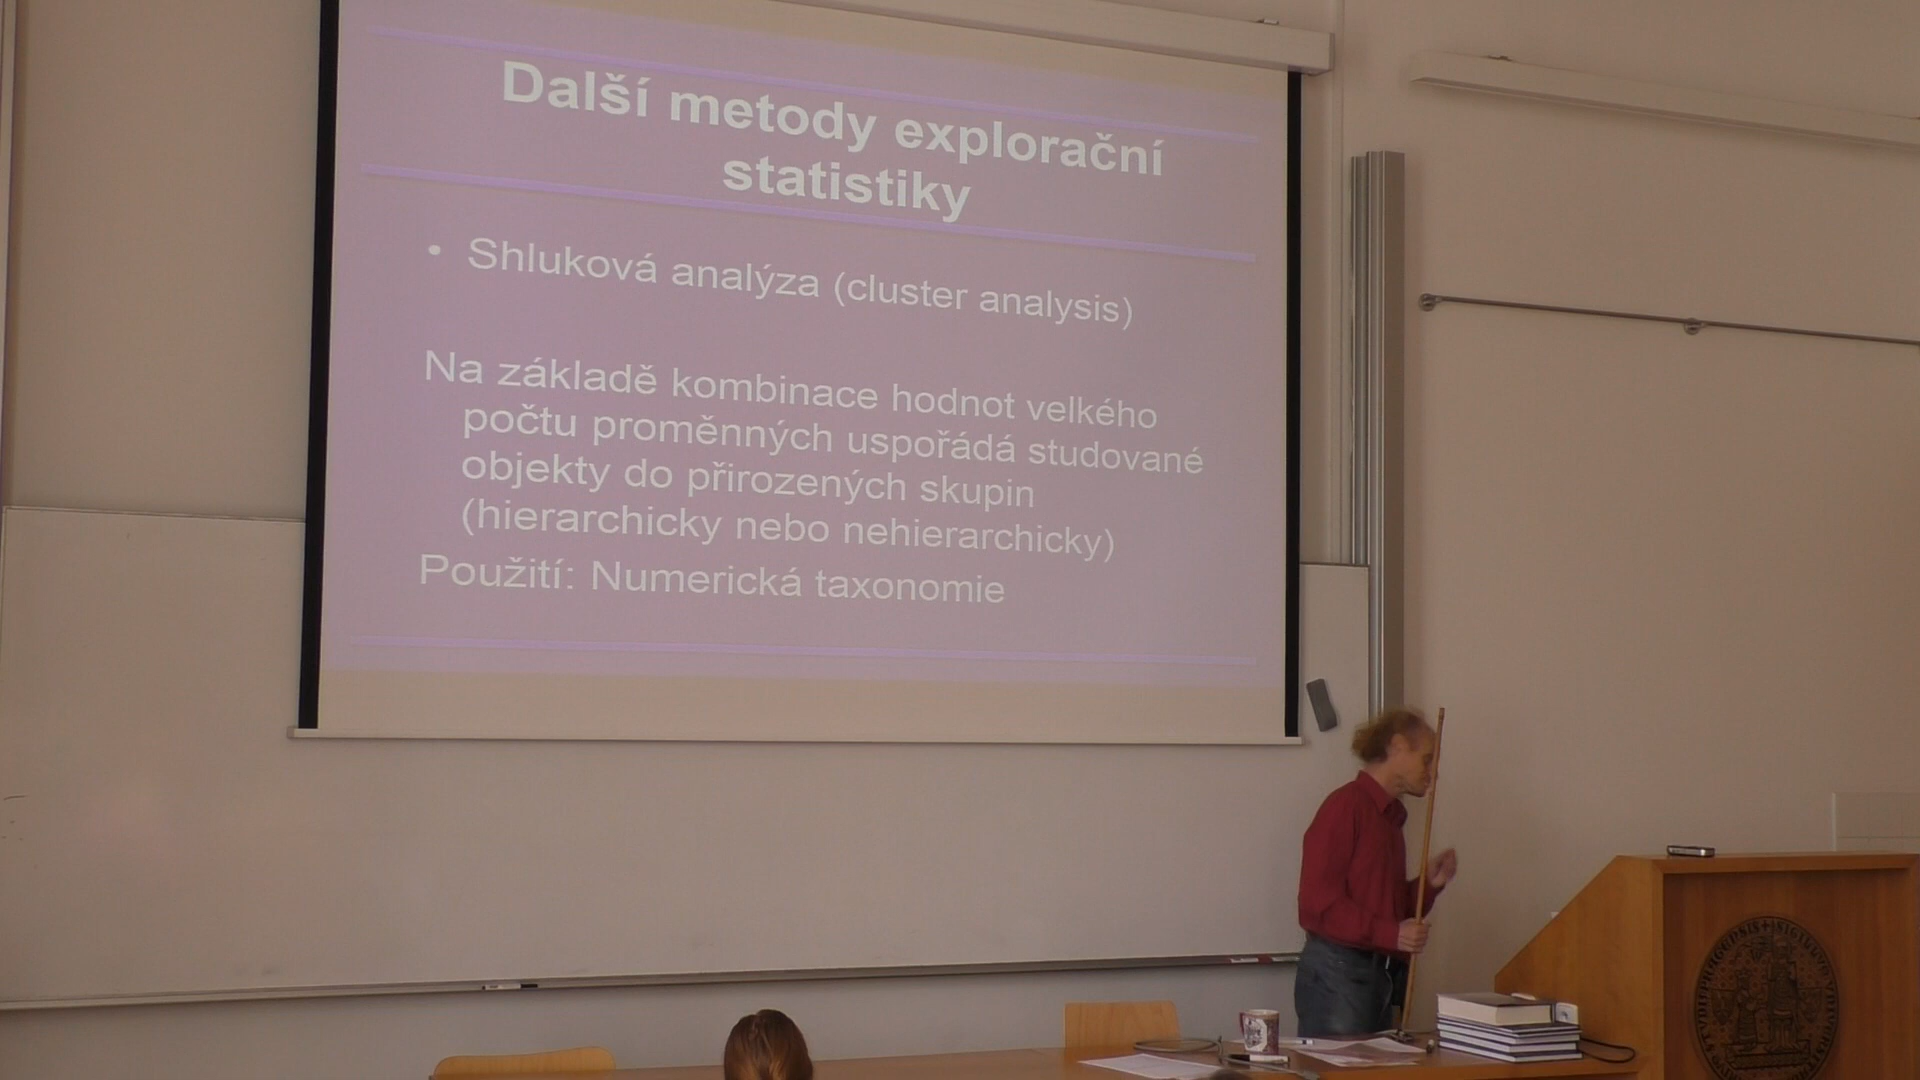 Další metody explorační
statistiky
• Shluková analýza (cluster analysis)
Na základě kombinace hodnot velkého
počtu proměnných uspořádá studované
objekty do přirozených skupin
(hierarchicky nebo nehierarchicky)
Použití: Numerická taxonomie